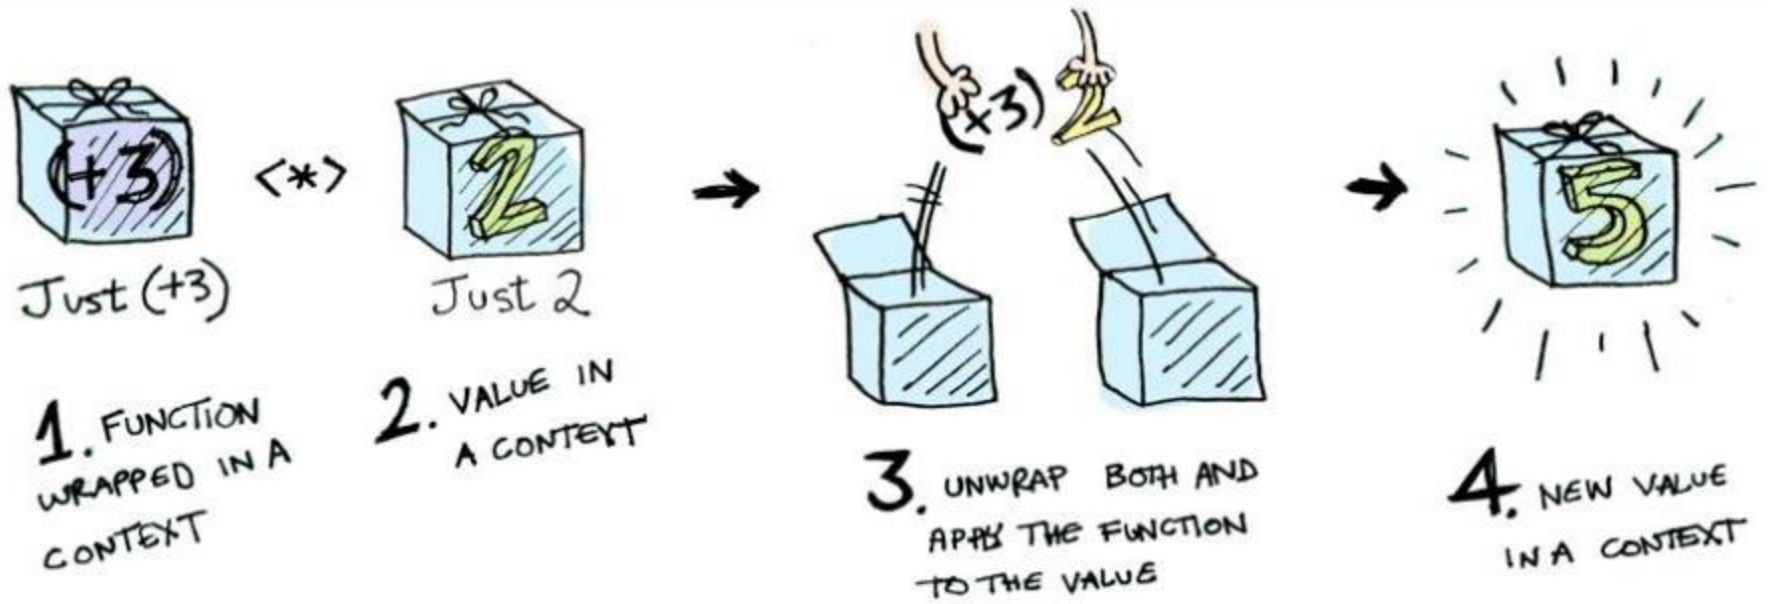 (+3)
<*>
2
Just (+3)
Just 2
1. FUNCTION
WRAPPED IN A
CONTEXT
2. VALUE IN
A CONTEXT
(+3) 2
3. UNWRAP BOTH AND
APPLY THE FUNCTION
TO THE VALUE
5
4. NEW VALUE
IN A CONTEXT